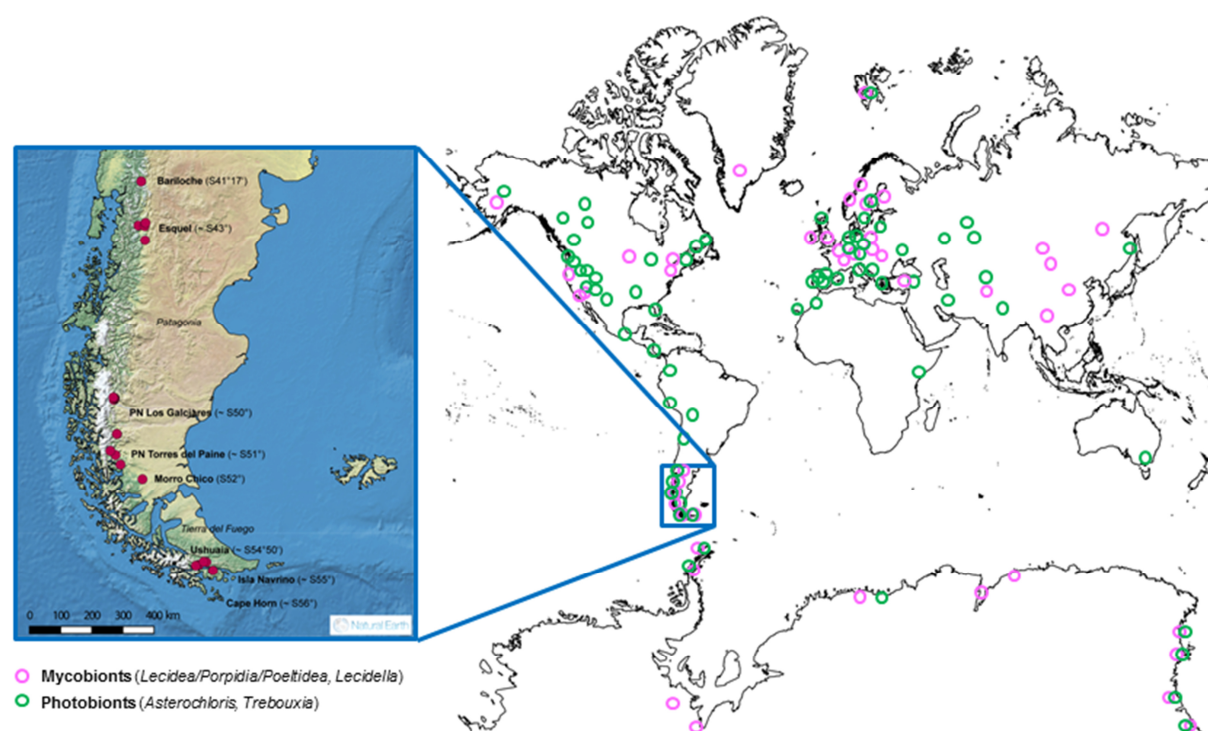 Bariloche (S41°17')
Esquel (~ S43°)
Patagonia
PN Los Galciares (~ S50°)
PN Torres del Paine (~ S51°)
Morro Chico (S52°)
Tierra del Fuego
Ushuaia (~ S54°50')
Isla Navrino (~ S55°)
Cape Horn (~ S56°)
0 100 200 300 400 km
Natural Earth
Mycobionts (Lecidea/Porpidia/Poeltidea, Lecidella)
Photobionts (Asterochloris, Trebouxia)